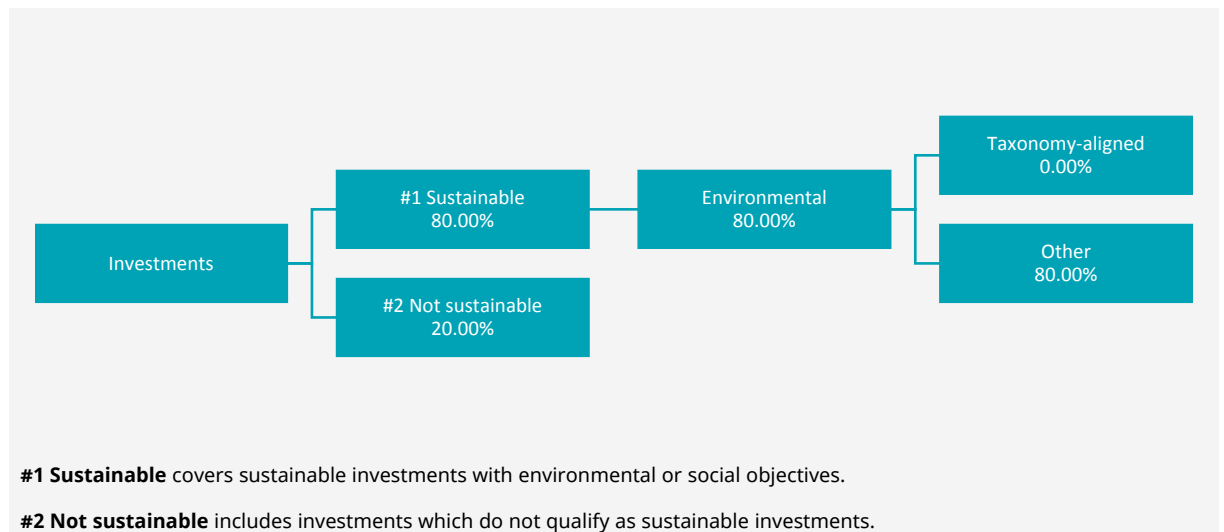 Investments
#1 Sustainable
80.00%
#2 Not sustainable
20.00%
Environmental
80.00%
Taxonomy-aligned
0.00%
Other
80.00%
#1 Sustainable covers sustainable investments with environmental or social objectives.
#2 Not sustainable includes investments which do not qualify as sustainable investments.